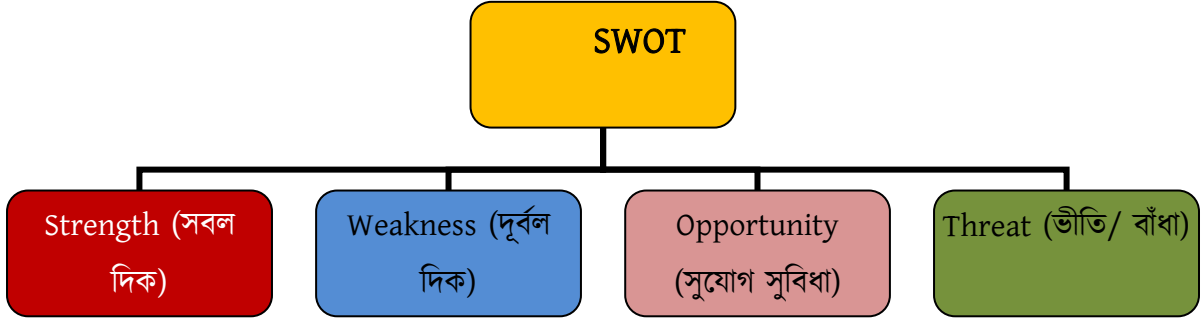 SWOT
Strength (সবল
দিক)
Weakness (দূর্বল
দিক)
Opportunity
(সুযোগ সুবিধা)
Threat (ভীতি/ বাঁধা)